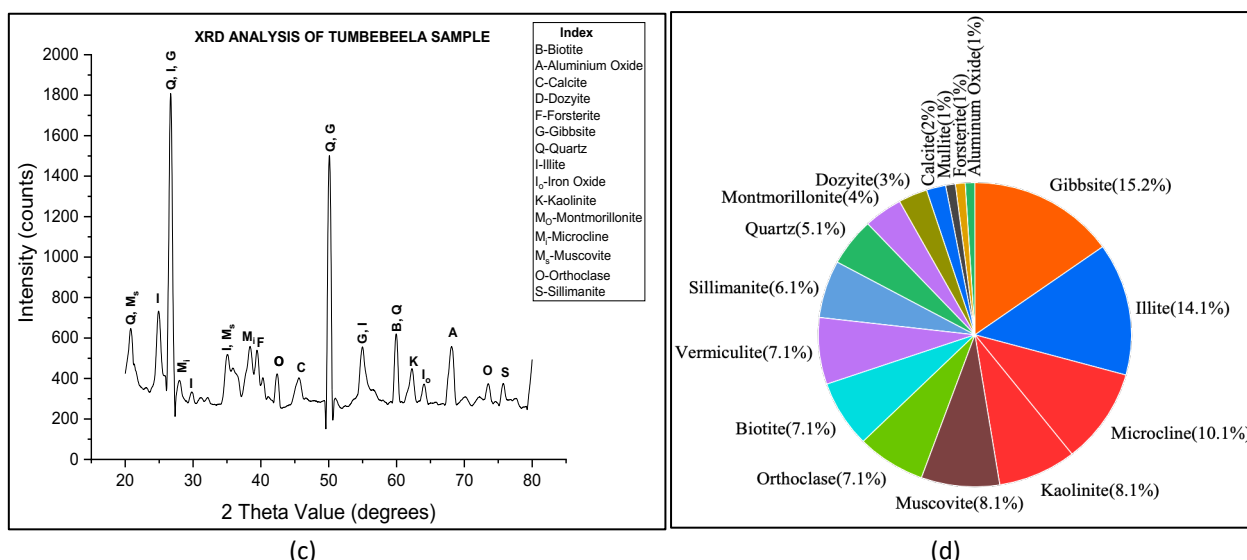 XRD ANALYSIS OF TUMBEBEELA SAMPLE
Index
B-Biotite
A-Aluminium Oxide
C-Calcite
D-Dozyite
F-Forsterite
G-Gibbsite
Q-Quartz
I-Illite
Io-Iron Oxide
K-Kaolinite
MO-Montmorillonite
Mi-Microcline
Ms-Muscovite
O-Orthoclase
S-Sillimanite
Intensity (counts)
2000
1800
1600
1400
1200
1000
800
600
400
200
0
Q, Ms
I
Q, I, G
Mi
I
I, Ms
Mi
F
O
C
Q, G
G, I
B, Q
K
Io
A
O
S
20
30
40
50
60
70
80
2 Theta Value (degrees)
(c)
Gibbsite(15.2%)
Illite(14.1%)
Microcline(10.1%)
Kaolinite(8.1%)
Muscovite(8.1%)
Orthoclase(7.1%)
Biotite(7.1%)
Vermiculite(7.1%)
Sillimanite(6.1%)
Quartz(5.1%)
Montmorillonite(4%)
Dozyite(3%)
Calcite(2%)
Mullite(1%)
Forsterite(1%)
Aluminum Oxide(1%)
(d)